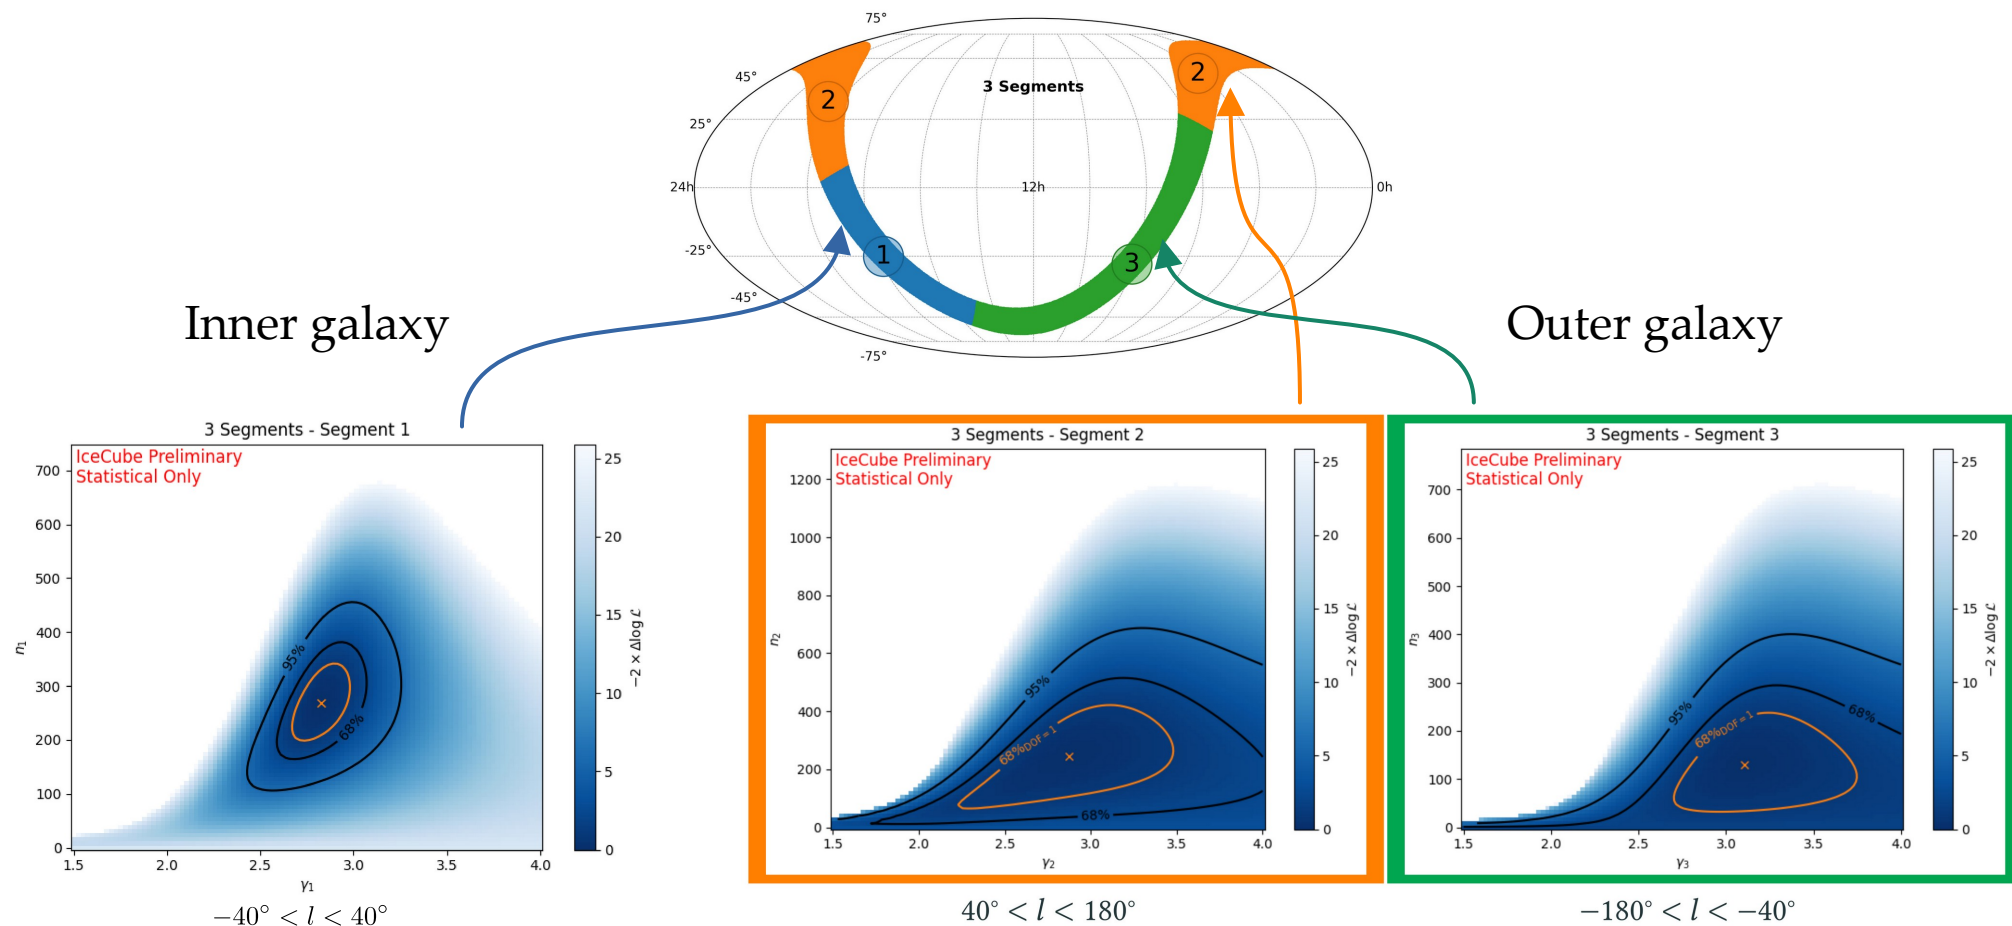 75°
45°
25°
24h
12h
0h
-25°
-45°
-75°
3 Segments
2
2
1
3
Inner galaxy
Outer galaxy
3 Segments - Segment 1
IceCube Preliminary
Statistical Only
700
600
500
400
300
200
100
0
n₁
95%
68%
1.5 2.0 2.5 3.0 3.5 4.0
γ₁
25
20
15
10
5
0
−2 × Δlog ℒ
−40° < l < 40°
3 Segments - Segment 2
IceCube Preliminary
Statistical Only
1200
1000
800
600
400
200
0
n₂
95%
68%DOF=1
68%
1.5 2.0 2.5 3.0 3.5 4.0
γ₂
25
20
15
10
5
0
−2 × Δlog ℒ
40° < l < 180°
3 Segments - Segment 3
IceCube Preliminary
Statistical Only
700
600
500
400
300
200
100
0
n₃
95%
68%DOF=1
68%
1.5 2.0 2.5 3.0 3.5 4.0
γ₃
25
20
15
10
5
0
−2 × Δlog ℒ
−180° < l < −40°